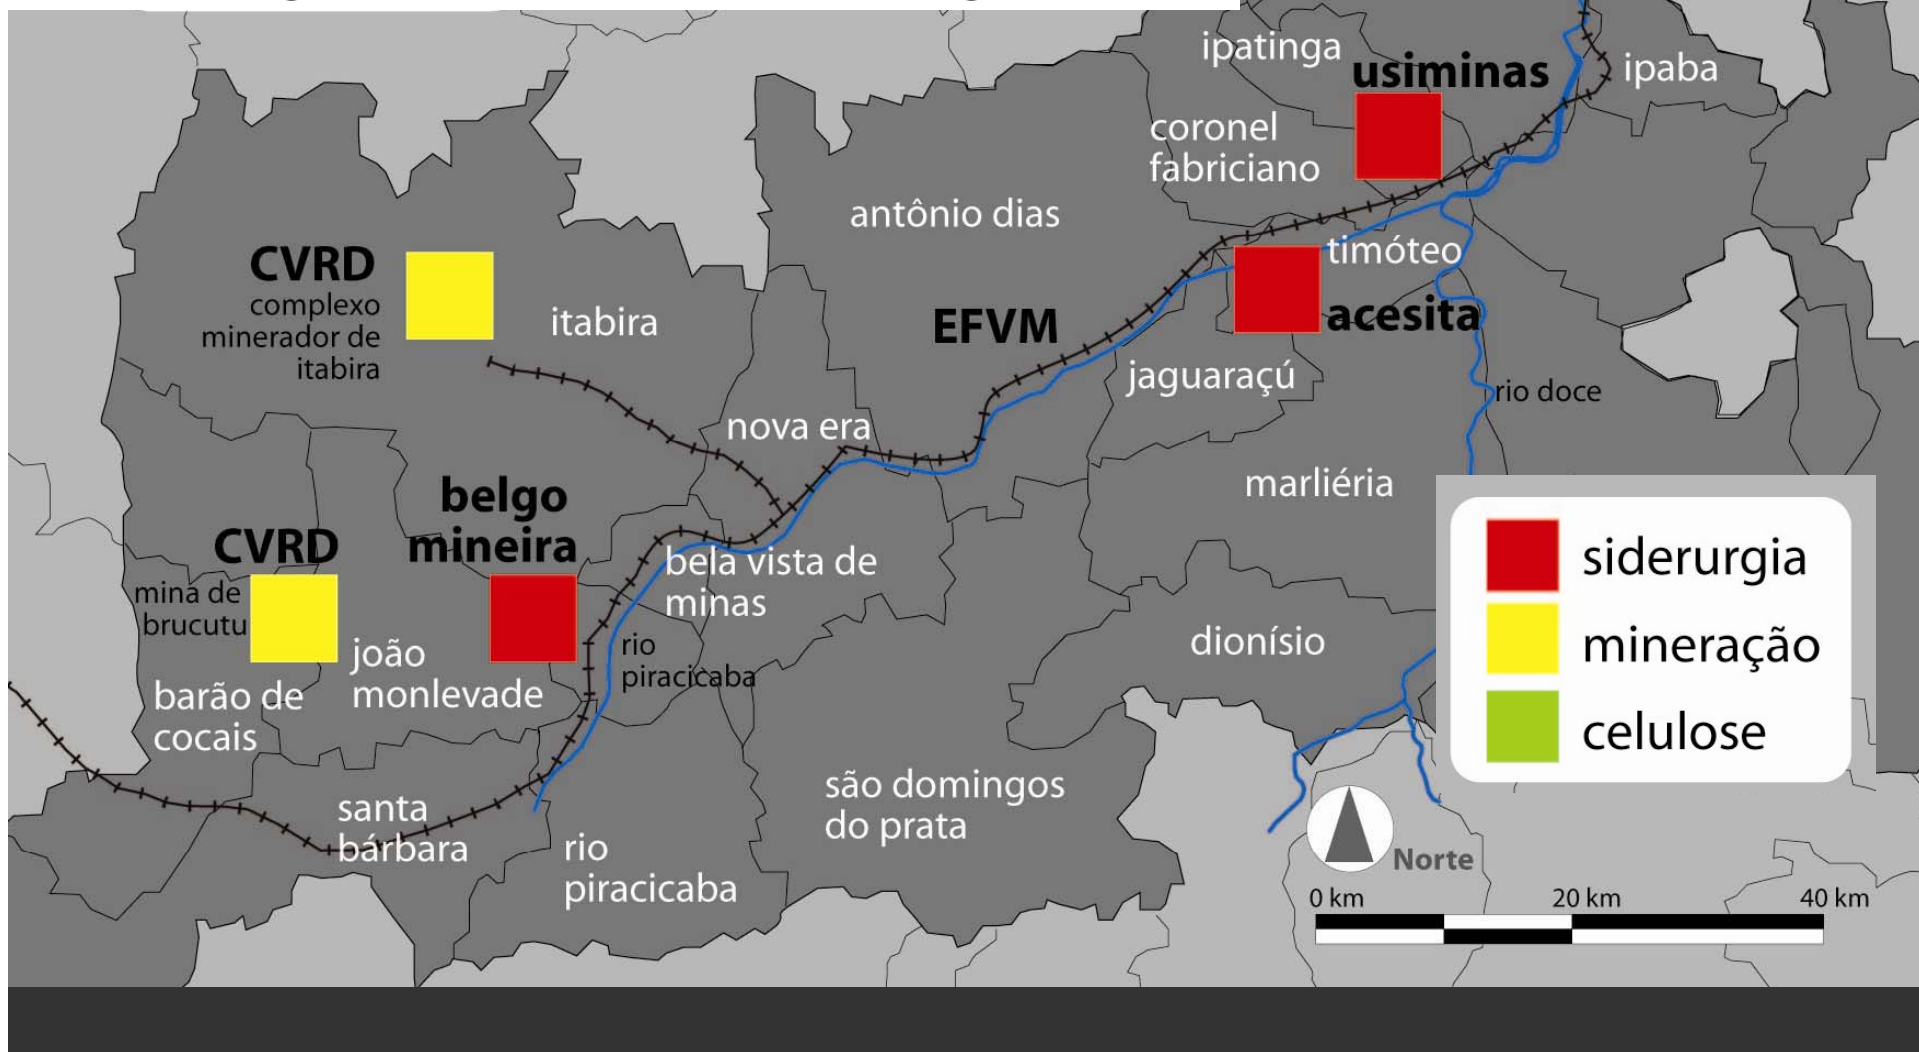 ipatinga
usiminas
ipaba
coronel
fabriciano
antônio dias
CVRD
complexo
minerador de
itabira
itabira
timóteo
EFVM
acesita
jaguaraçú
rio doce
nova era
marliéria
belgo
mineira
CVRD
mina de
brucutu
bela vista de
minas
siderurgia
mineração
celulose
joão
monlevade
rio
piracicaba
dionísio
barão de
cocais
são domingos
do prata
santa
bárbara
rio
piracicaba
Norte
0 km 20 km 40 km